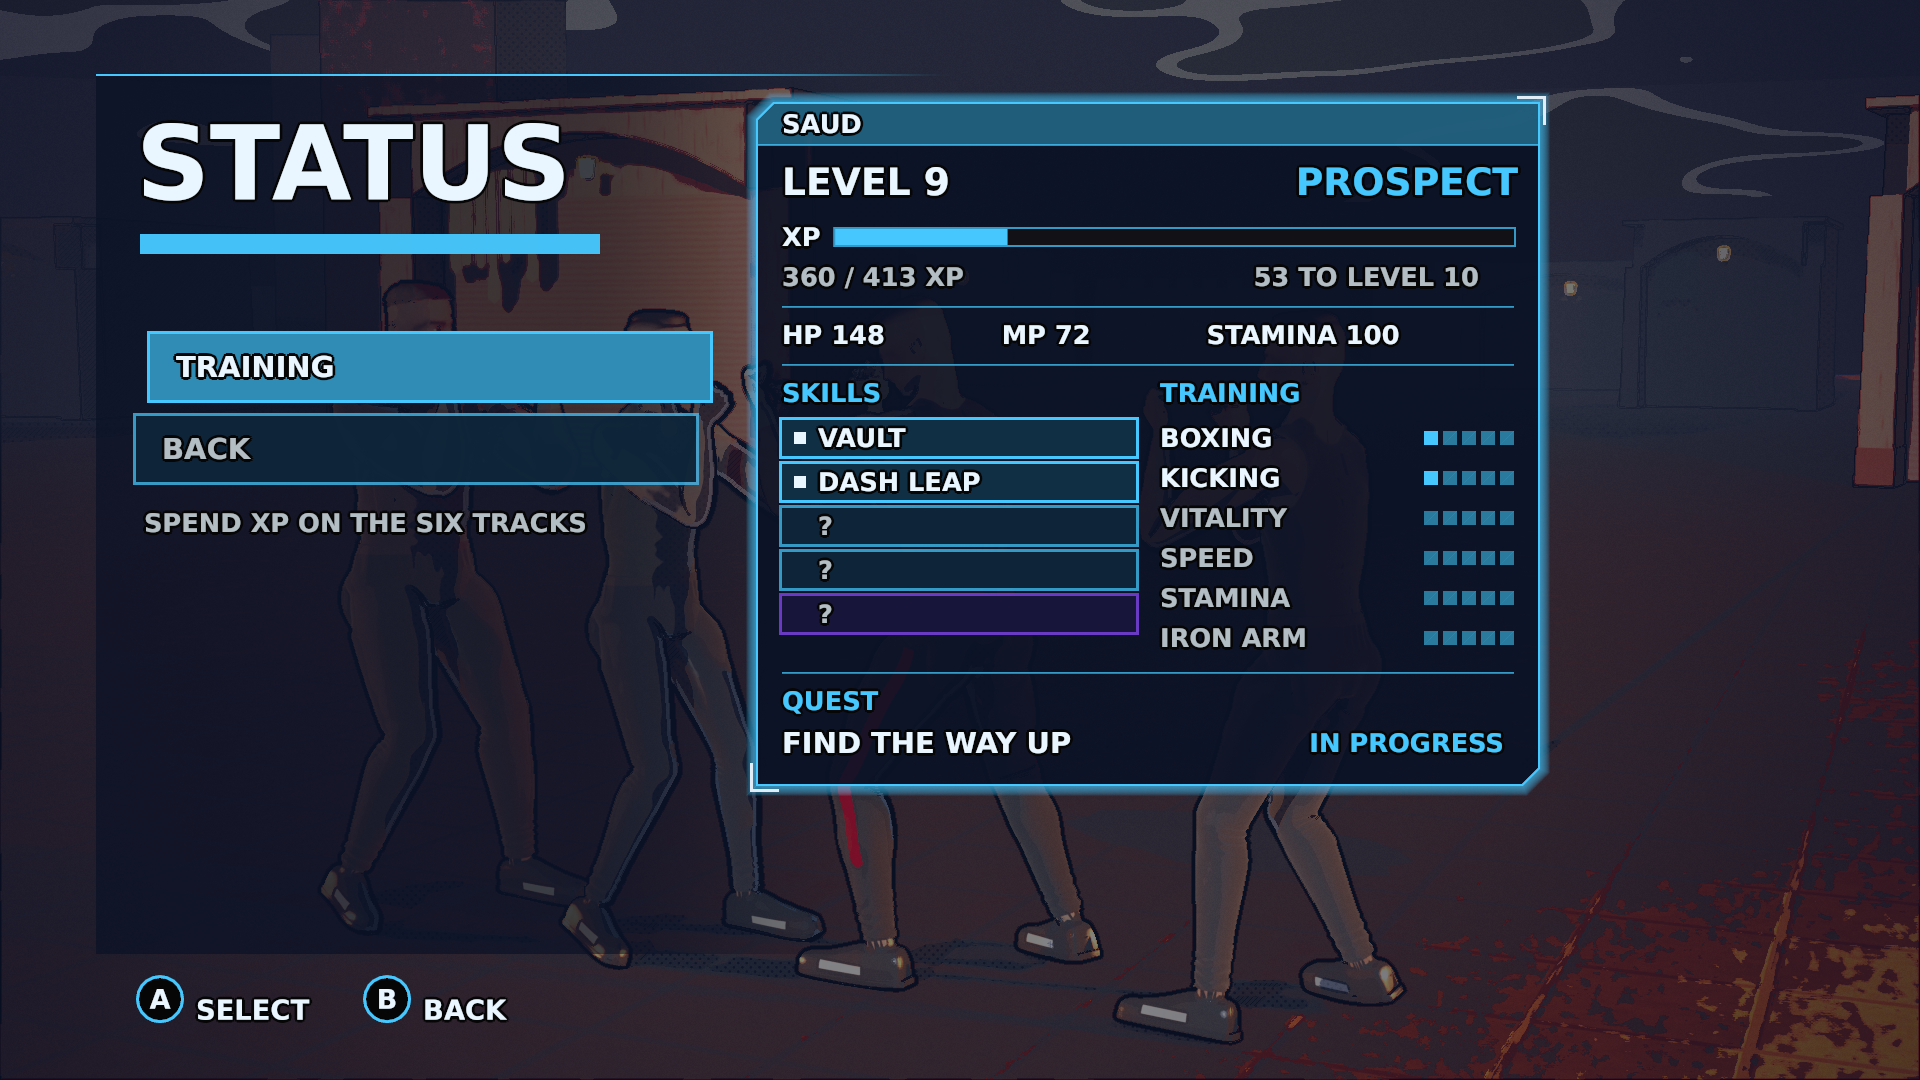 STATUS
TRAINING
BACK
SPEND XP ON THE SIX TRACKS
SAUD
LEVEL 9 PROSPECT
XP
360 / 413 XP 53 TO LEVEL 10
HP 148 MP 72 STAMINA 100
SKILLS
VAULT
DASH LEAP
?
?
?
TRAINING
BOXING
KICKING
VITALITY
SPEED
STAMINA
IRON ARM
QUEST
FIND THE WAY UP IN PROGRESS
A SELECT B BACK